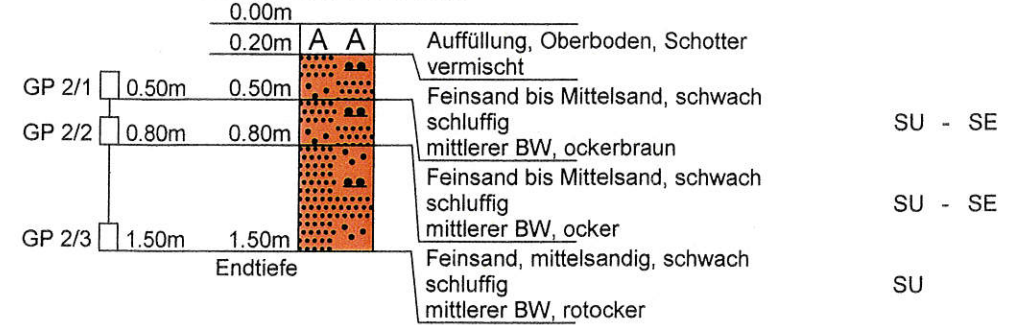 0.00m
0.20m A A Auffüllung, Oberboden, Schotter
vermischt
GP 2/1 0.50m 0.50m Feinsand bis Mittelsand, schwach
schluffig SU - SE
mittlerer BW, ockerbraun
GP 2/2 0.80m 0.80m Feinsand bis Mittelsand, schwach
schluffig SU - SE
mittlerer BW, ocker
GP 2/3 1.50m 1.50m Feinsand, mittelsandig, schwach
Endtiefe schluffig SU
mittlerer BW, rotocker